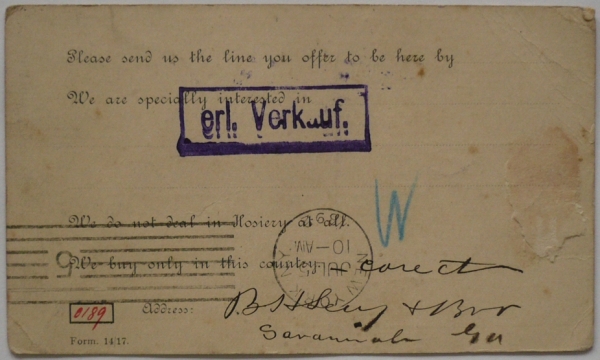 Please send us the line you offer to be here by
We are specially interested in
erl. Verkauf.
W
We do not deal in Hosiery at all.
We buy only in this country.
10-AM
9
Address: B H Levy & Bro
0189
Savannah Ga
Form. 14/17.